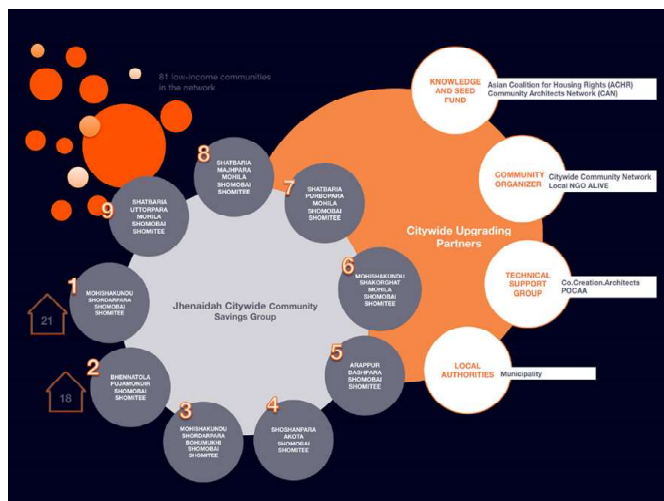 81 low-income communities
in the network
KNOWLEDGE
AND SEED
FUND
Asian Coalition for Housing Rights (ACHR)
Community Architects Network (CAN)
COMMUNITY
ORGANIZER
Citywide Community Network
Local NGO ALIVE
Citywide Upgrading
Partners
TECHNICAL
SUPPORT
GROUP
Co.Creation.Architects
POCAA
LOCAL
AUTHORITIES
Municipality
8
SHATBARIA
MAJHPARA
MOHILA
SHOMOBAI
SHOMITEE
7
SHATBARIA
PURBOPARA
MOHILA
SHOMOBAI
SHOMITEE
9
SHATBARIA
UTTORPARA
MOHILA
SHOMOBAI
SHOMITEE
6
MOHISHAKUNDU
SHAKORGHAT
MOHILA
SHOMOBAI
SHOMITEE
1
MOHISHAKUNDU
SHORDARPARA
SHOMOBAI
SHOMITEE
21
Jhenaidah Citywide Community
Savings Group
2
BHENNATOLA
PUJAMONDIR
SHOMOBAI
SHOMITEE
18
5
ARAPPUR
DASHPARA
SHOMOBAI
SHOMITEE
3
MOHISHAKUNDU
SHORDARPARA
BOHUMUKHI
SHOMOBAI
SHOMITEE
4
SHOSHANPARA
AKOTA
SHOMOBAI
SHOMITEE